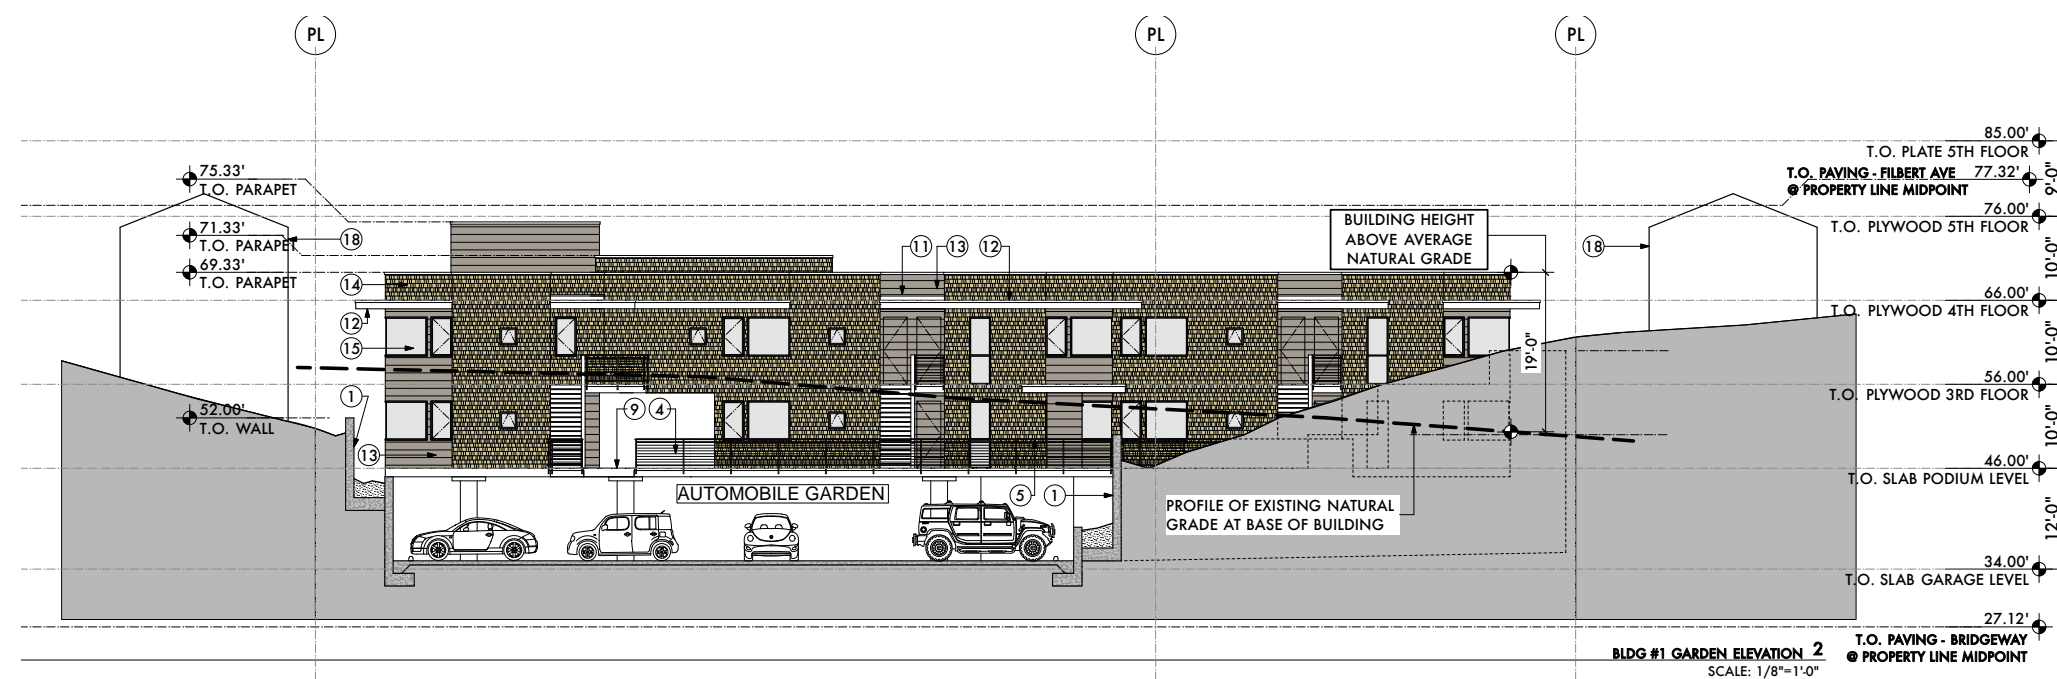 PL
PL
PL
85.00'
T.O. PLATE 5TH FLOOR
75.33'
T.O. PARAPET
T.O. PAVING - FILBERT AVE 77.32'
@ PROPERTY LINE MIDPOINT
9'-0"
71.33'
T.O. PARAPET
18
11
13
12
BUILDING HEIGHT
ABOVE AVERAGE
NATURAL GRADE
18
76.00'
T.O. PLYWOOD 5TH FLOOR
69.33'
T.O. PARAPET
14
10'-0"
12
15
66.00'
T.O. PLYWOOD 4TH FLOOR
19'-0"
10'-0"
1
52.00'
T.O. WALL
9
4
56.00'
T.O. PLYWOOD 3RD FLOOR
13
10'-0"
46.00'
T.O. SLAB PODIUM LEVEL
AUTOMOBILE GARDEN
5
1
PROFILE OF EXISTING NATURAL
GRADE AT BASE OF BUILDING
12'-0"
34.00'
T.O. SLAB GARAGE LEVEL
27.12'
T.O. PAVING - BRIDGEWAY
@ PROPERTY LINE MIDPOINT
BLDG #1 GARDEN ELEVATION 2
SCALE: 1/8"=1'-0"